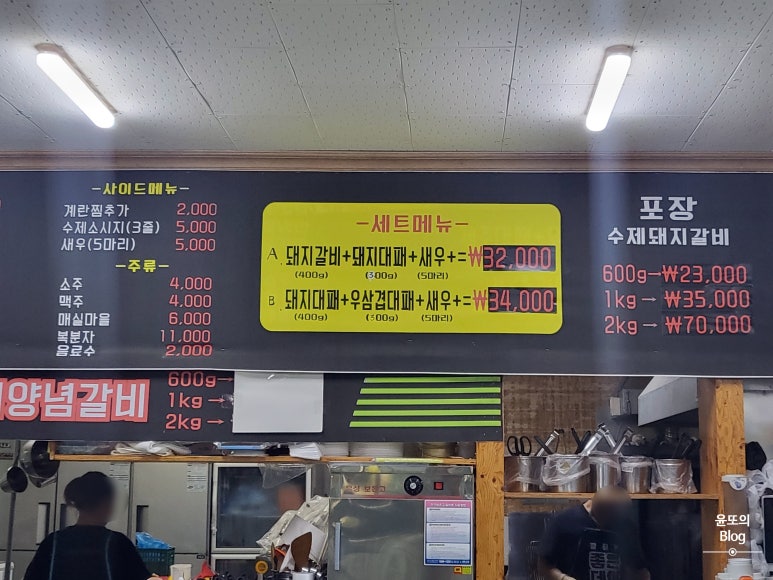 -사이드메뉴-
계란찜추가 2,000
수제소시지(3줄) 5,000
새우(5마리) 5,000
-주류-
소주 4,000
맥주 4,000
매실마을 6,000
복분자 11,000
음료수 2,000
-세트메뉴-
A. 돼지갈비+돼지대패+새우+=₩32,000
(400g) (300g) (5마리)
B. 돼지대패+우삼겹대패+새우+=₩34,000
(400g) (300g) (5마리)
포장
수제돼지갈비
600g→₩23,000
1kg→₩35,000
2kg→₩70,000
양념갈비
600g→
1kg→
2kg→
윤또의
Blog